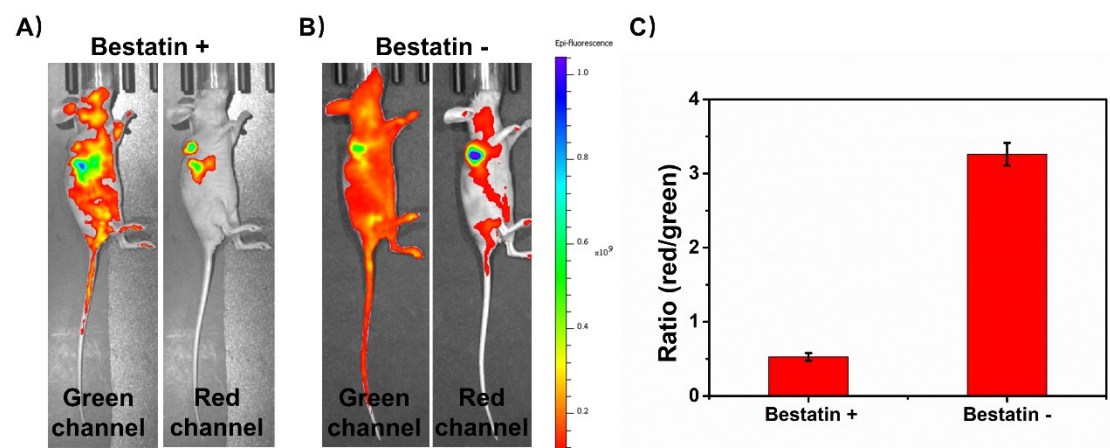 A)
Bestatin +
Green
channel
Red
channel
B)
Bestatin -
Green
channel
Red
channel
Epi-fluorescence
1.0
0.8
0.6
x10⁹
0.4
0.2
C)
Ratio (red/green)
4
3
2
1
0
Bestatin +
Bestatin -